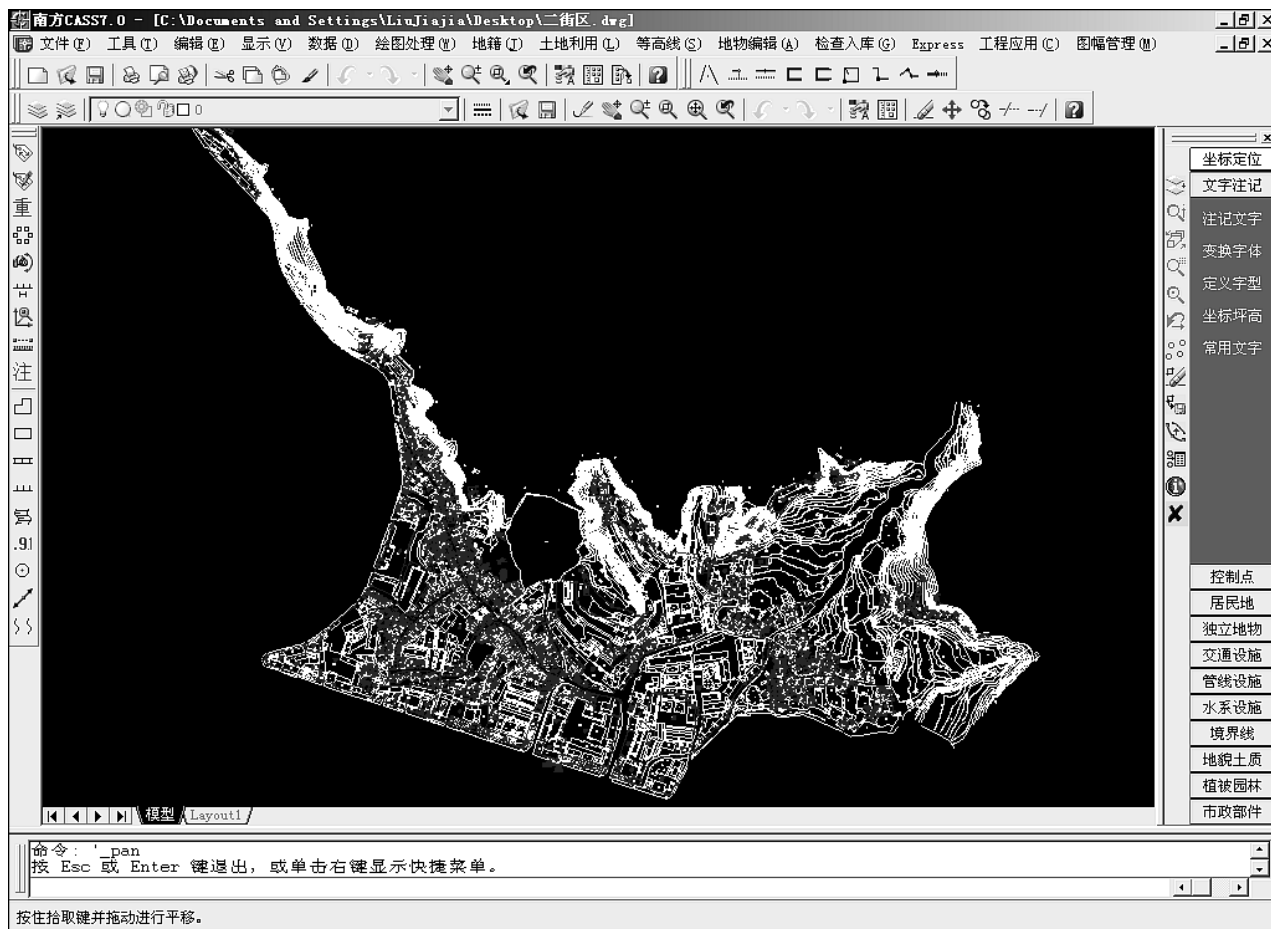 南方CASS7.0 - [C:\Documents and Settings\LiuJiajia\Desktop\二街区.dwg]
文件(F) 工具(T) 编辑(E) 显示(V) 数据(D) 绘图处理(W) 地籍(J) 土地利用(L) 等高线(S) 地物编辑(A) 检查入库(G) Express 工程应用(C) 图幅管理(M)
0
重
注
.91
坐标定位
文字注记
注记文字
变换字体
定义字型
坐标坪高
常用文字
控制点
居民地
独立地物
交通设施
管线设施
水系设施
境界线
地貌土质
植被园林
市政部件
模型 Layout1
命令: '_pan
按 Esc 或 Enter 键退出, 或单击右键显示快捷菜单。
按住拾取键并拖动进行平移。